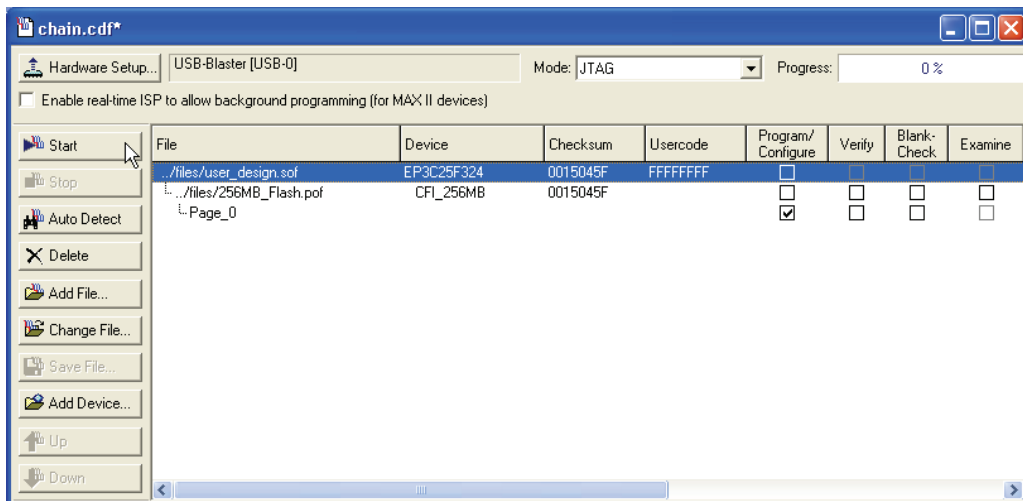 chain.cdf*
Hardware Setup... USB-Blaster [USB-0] Mode: JTAG Progress: 0 %
Enable real-time ISP to allow background programming (for MAX II devices)
Start
Stop
Auto Detect
Delete
Add File...
Change File...
Save File...
Add Device...
Up
Down
File Device Checksum Usercode Program/ Configure Verify Blank- Check Examine
../files/user_design.sof EP3C25F324 0015045F FFFFFFFF
../files/256MB_Flash.pof CFI_256MB 0015045F
Page_0